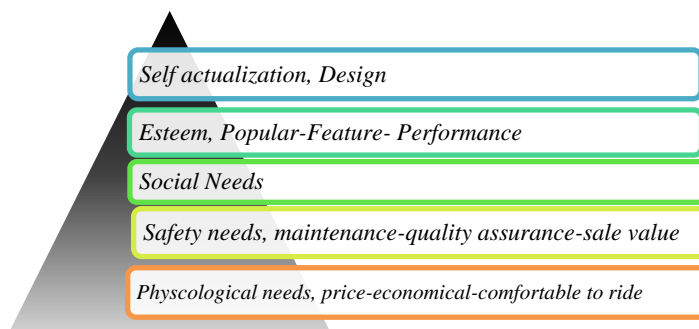 Self actualization, Design
Esteem, Popular-Feature- Performance
Social Needs
Safety needs, maintenance-quality assurance-sale value
Physcological needs, price-economical-comfortable to ride